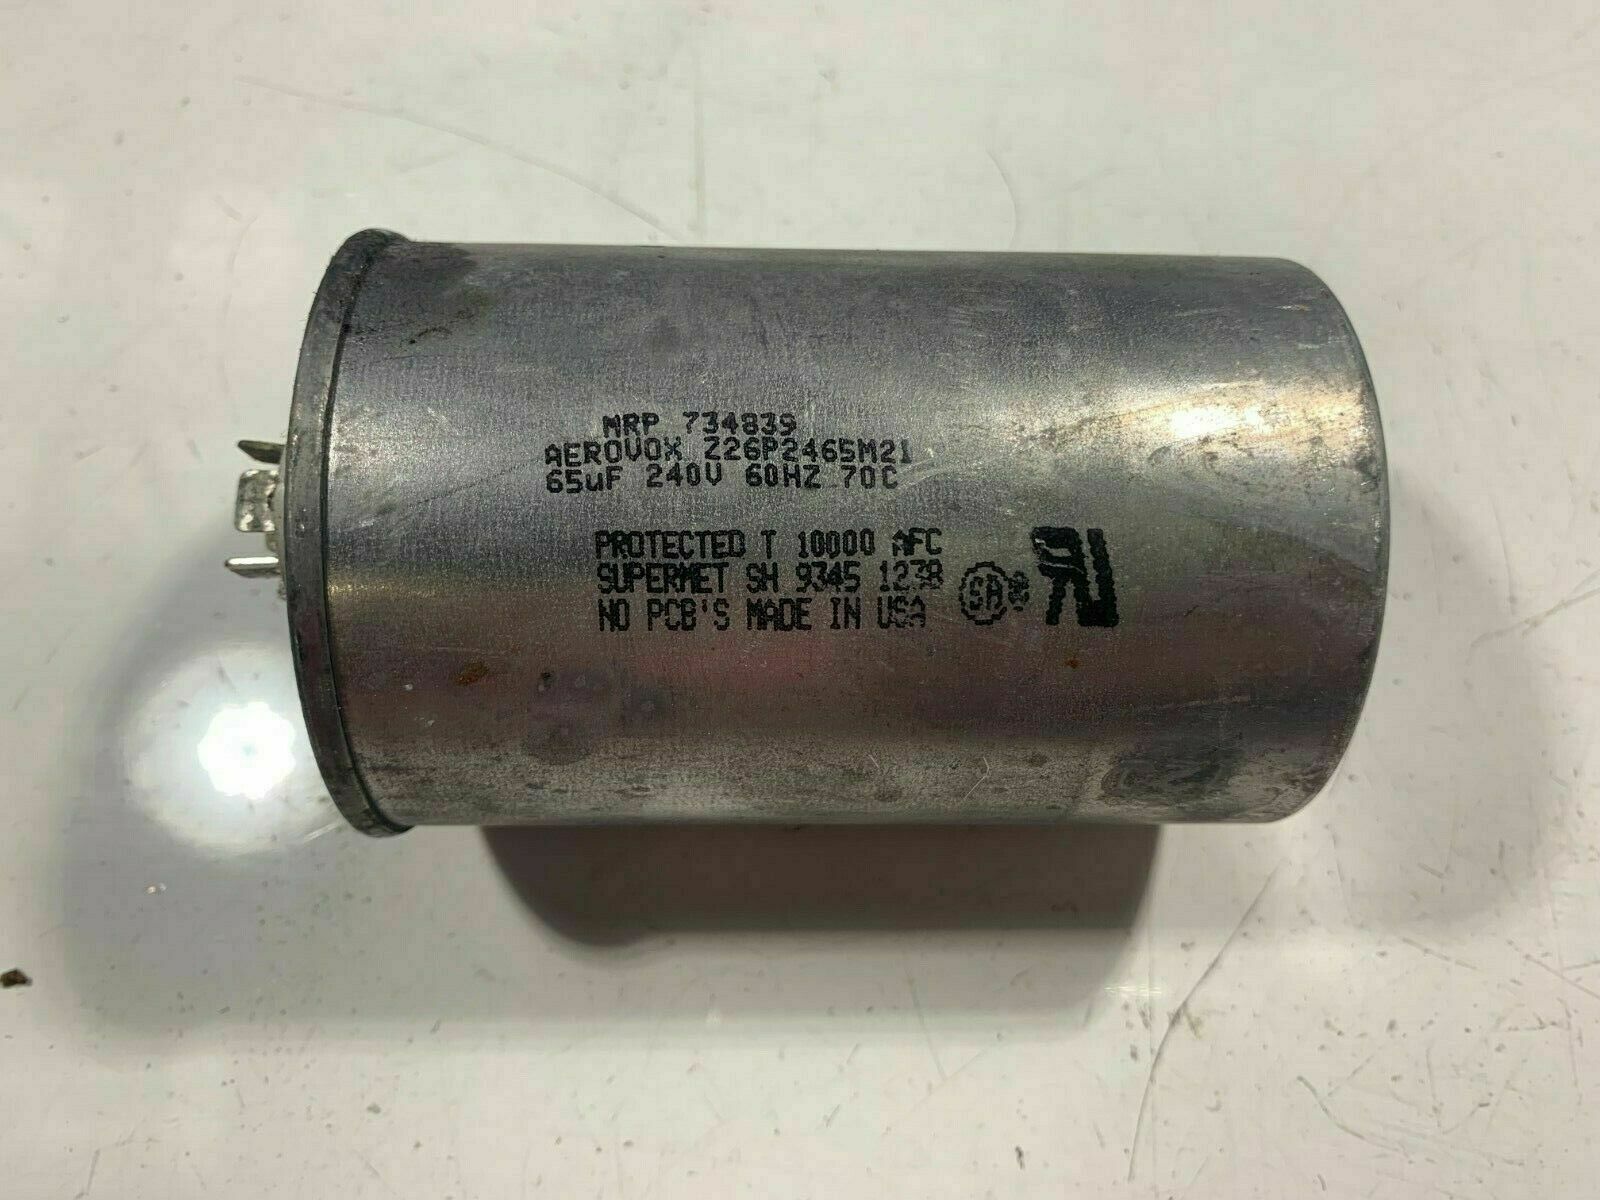 MRP 734839
AEROVOX Z26P2465M21
65uF 240V 60HZ 70C
PROTECTED T 10000 AFC
SUPERMET SH 9345 1238
NO PCB'S MADE IN USA